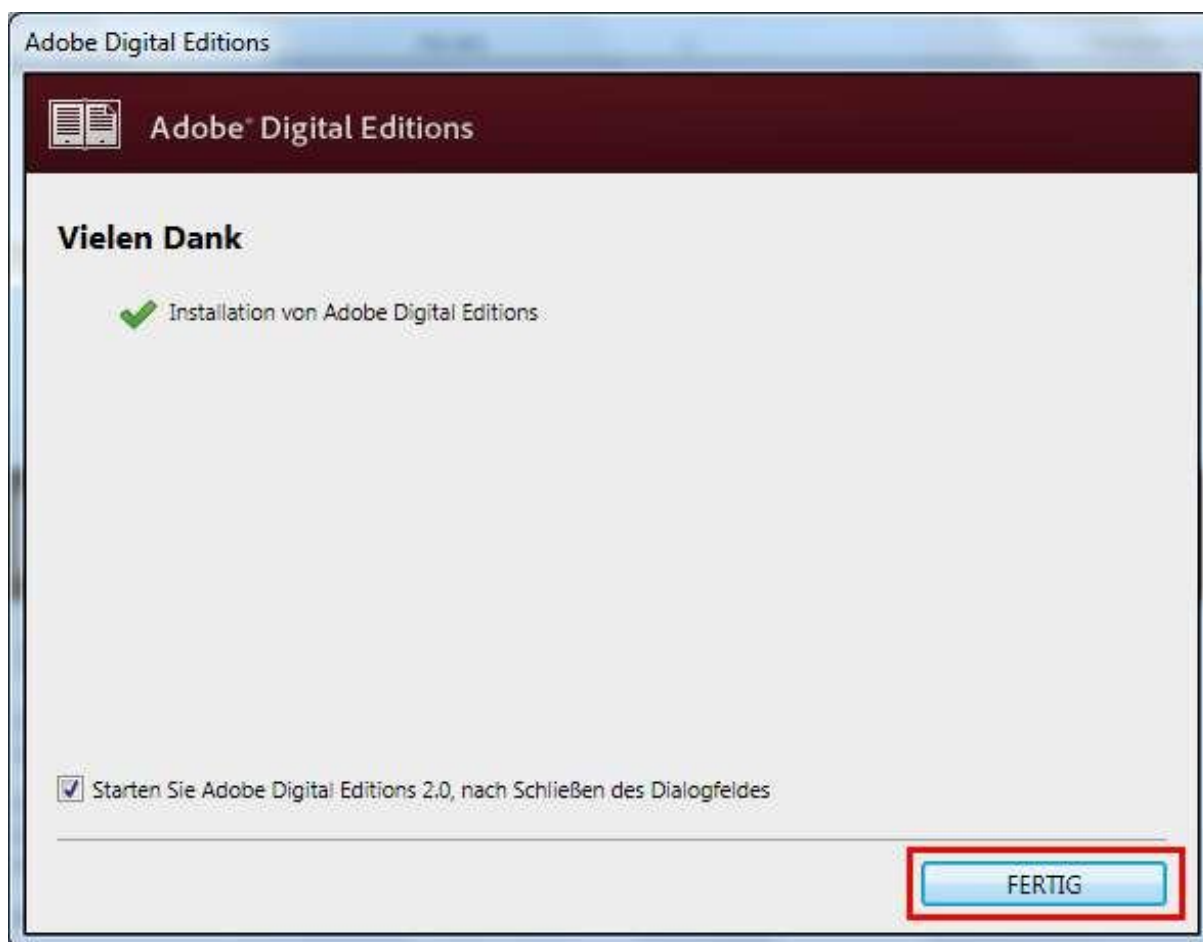 Adobe Digital Editions
Adobe® Digital Editions
Vielen Dank
Installation von Adobe Digital Editions
Starten Sie Adobe Digital Editions 2.0, nach Schließen des Dialogfeldes
FERTIG